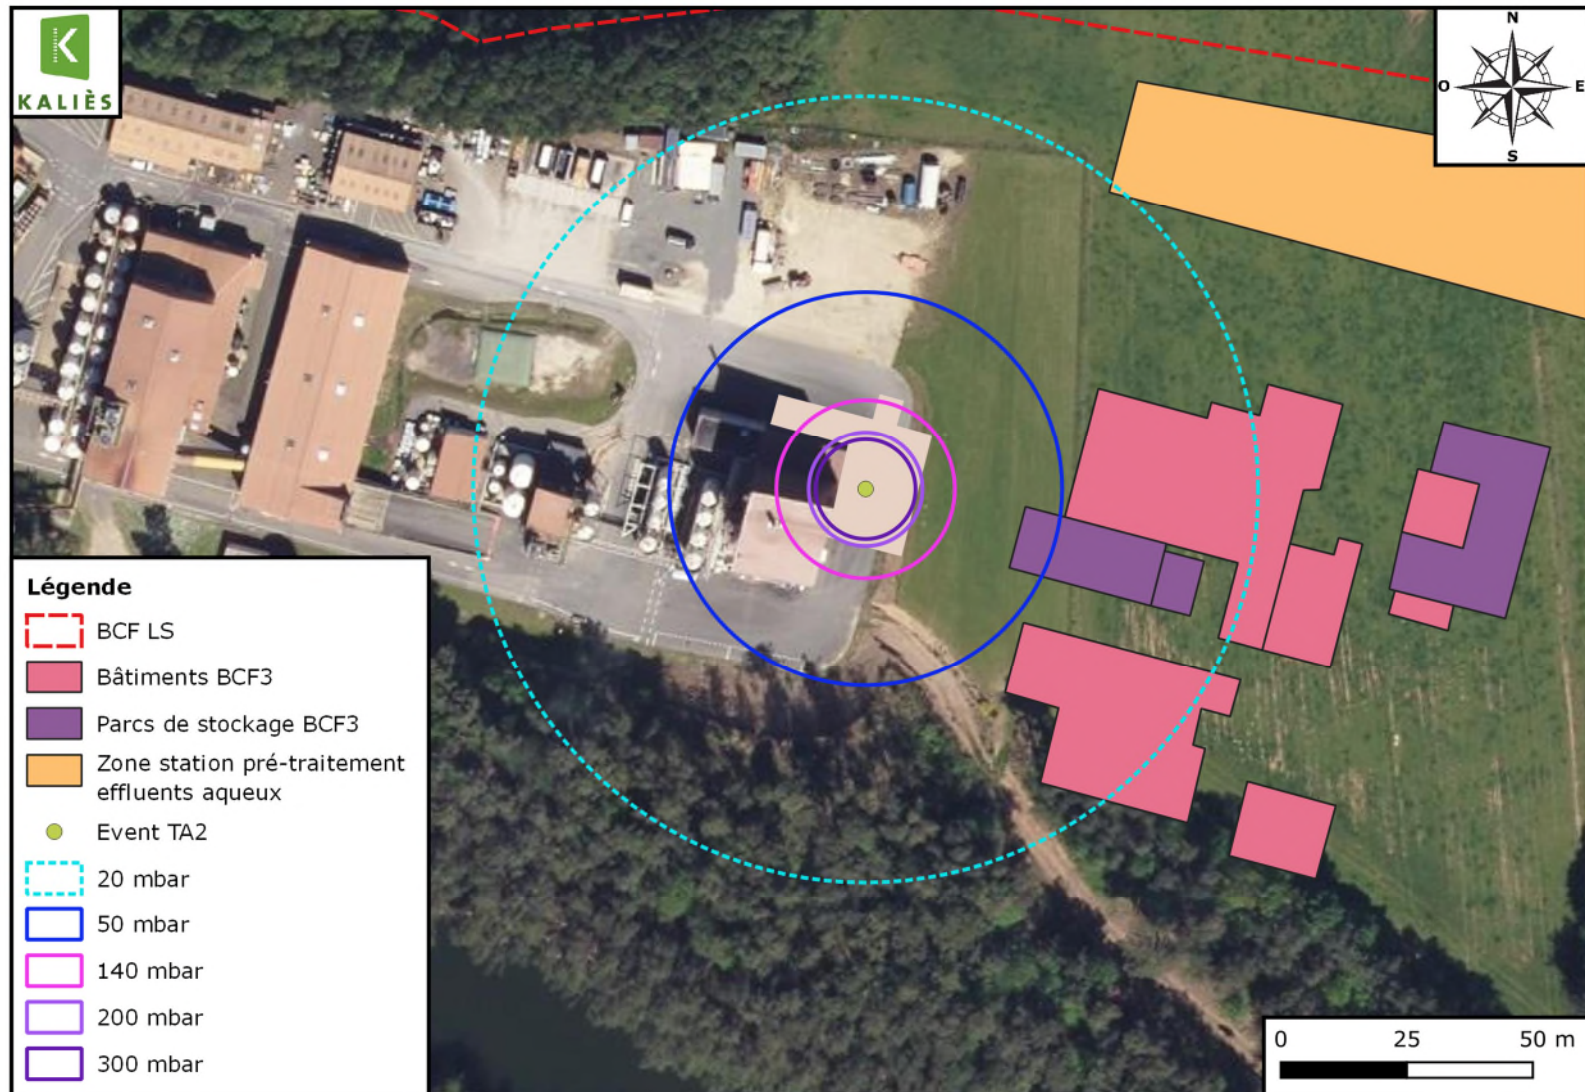 KALIÈS
N
O
E
S
Légende
BCF LS
Bâtiments BCF3
Parcs de stockage BCF3
Zone station pré-traitement
effluents aqueux
Event TA2
20 mbar
50 mbar
140 mbar
200 mbar
300 mbar
0 25 50 m